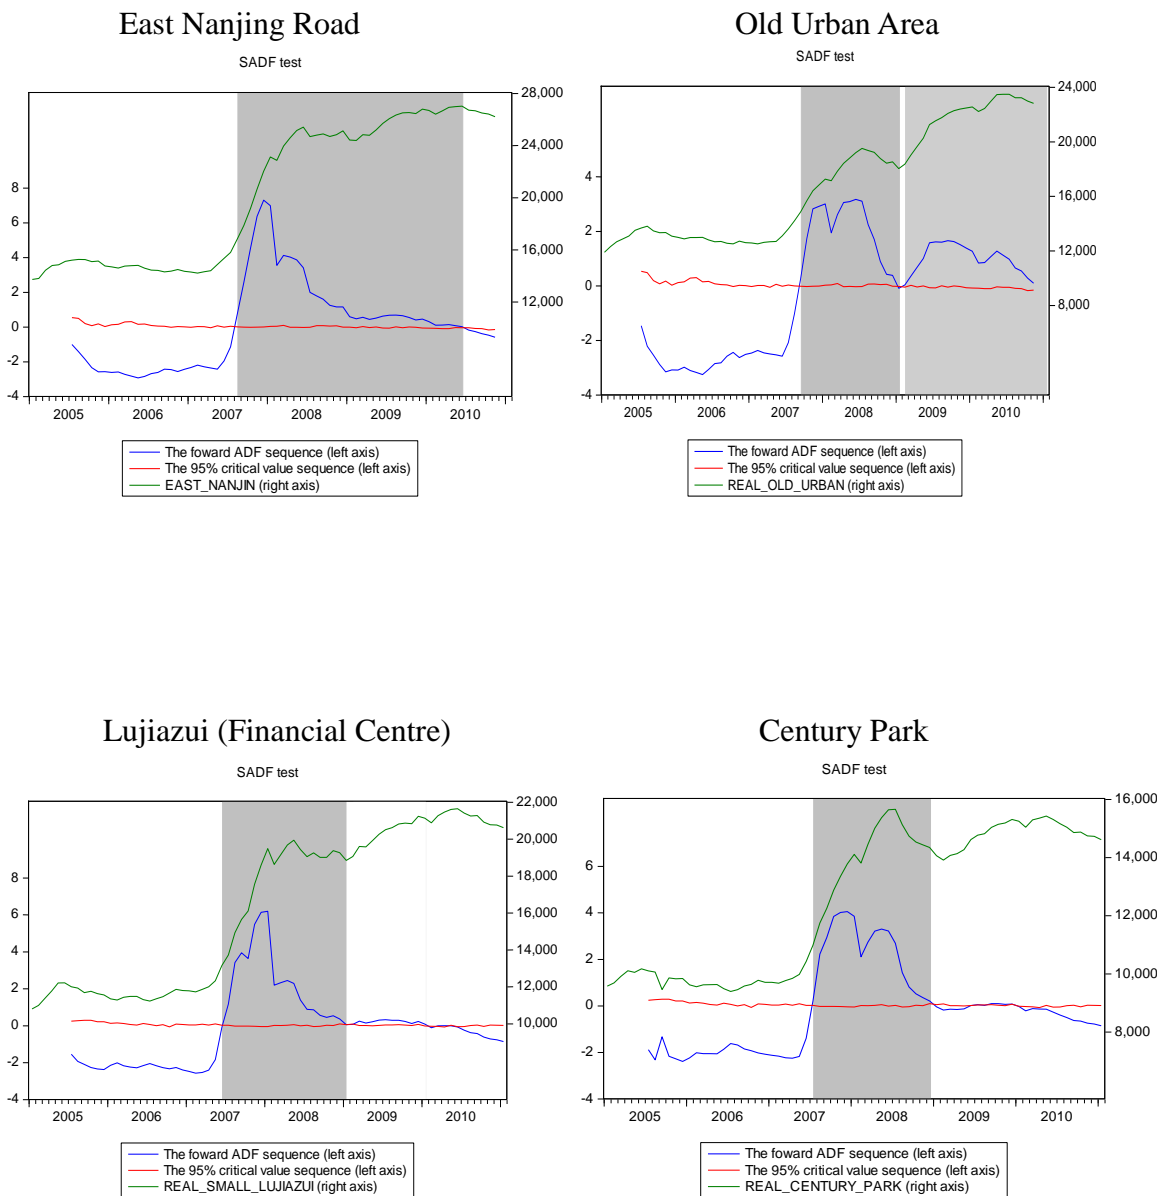 East Nanjing Road
SADF test
28,000
24,000
20,000
16,000
12,000
8
6
4
2
0
-2
-4
2005 2006 2007 2008 2009 2010
The foward ADF sequence (left axis)
The 95% critical value sequence (left axis)
EAST_NANJIN (right axis)
Old Urban Area
SADF test
24,000
20,000
16,000
12,000
8,000
4
2
0
-2
-4
2005 2006 2007 2008 2009 2010
The foward ADF sequence (left axis)
The 95% critical value sequence (left axis)
REAL_OLD_URBAN (right axis)
Lujiazui (Financial Centre)
SADF test
22,000
20,000
18,000
16,000
14,000
12,000
10,000
8
6
4
2
0
-2
-4
2005 2006 2007 2008 2009 2010
The foward ADF sequence (left axis)
The 95% critical value sequence (left axis)
REAL_SMALL_LUJIAZUI (right axis)
Century Park
SADF test
16,000
14,000
12,000
10,000
8,000
6
4
2
0
-2
-4
2005 2006 2007 2008 2009 2010
The foward ADF sequence (left axis)
The 95% critical value sequence (left axis)
REAL_CENTURY_PARK (right axis)